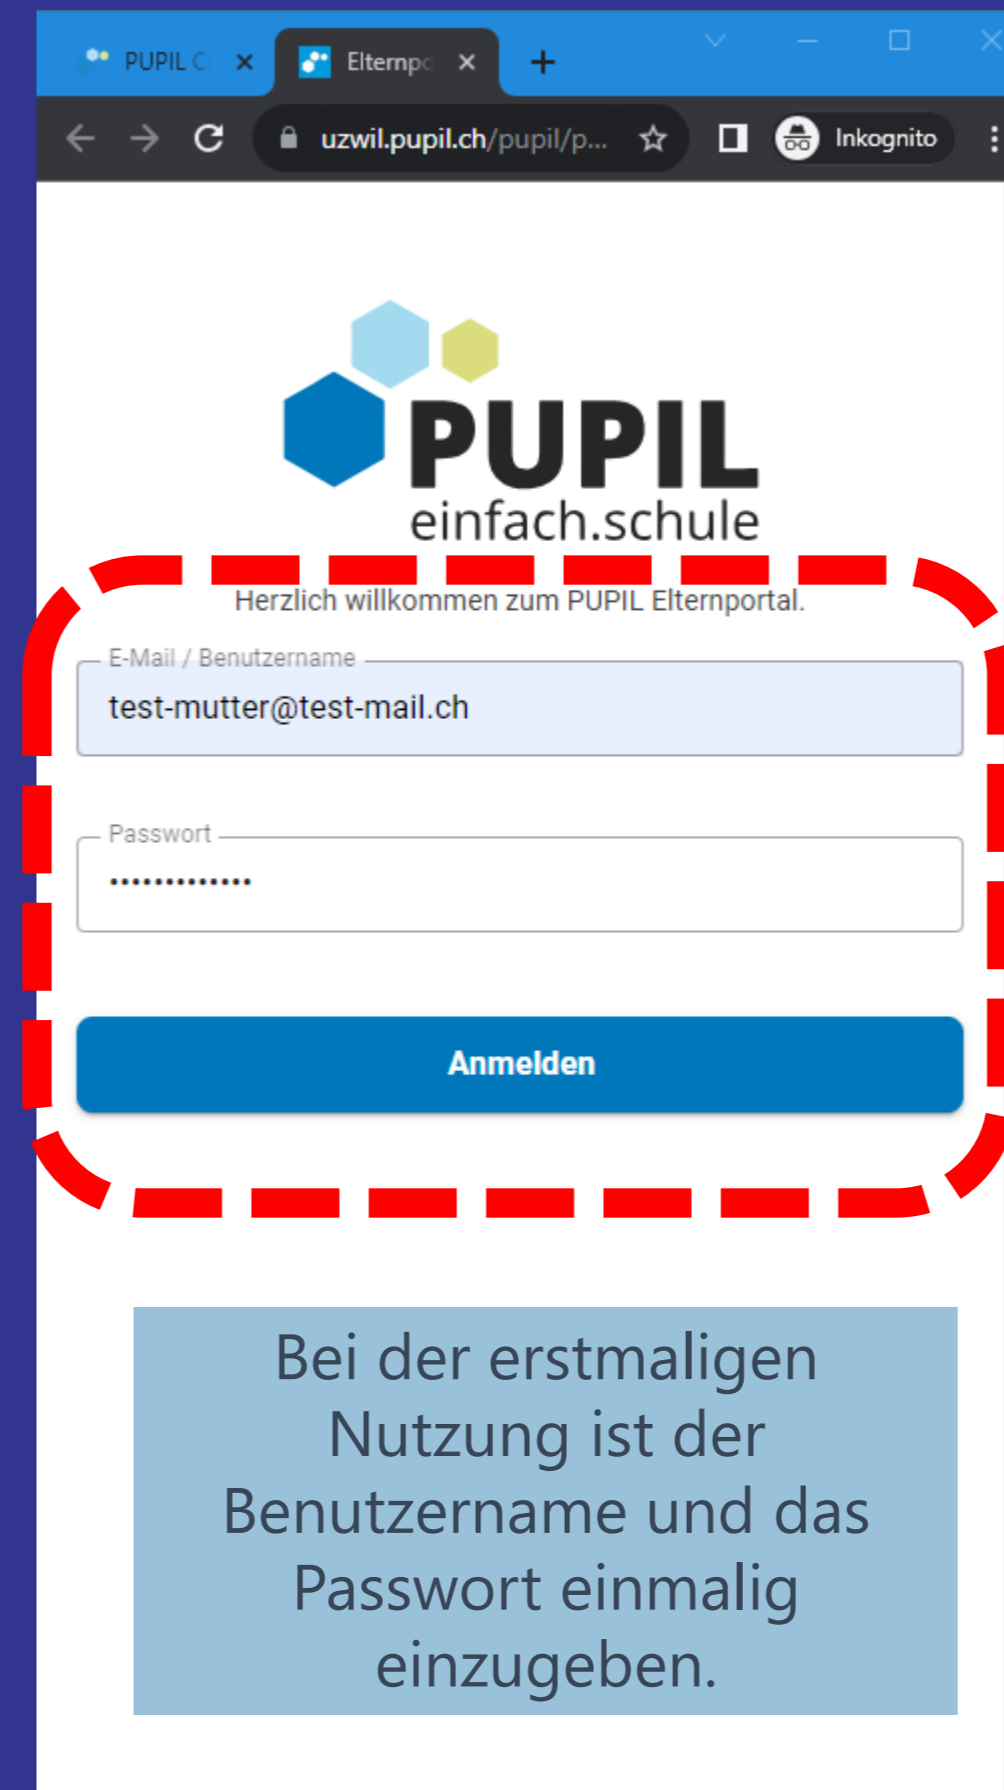 PUPIL C
Elternpo
uzwil.pupil.ch/pupil/p...
Inkognito
PUPIL
einfach.schule
Herzlich willkommen zum PUPIL Elternportal.
E-Mail / Benutzername
test-mutter@test-mail.ch
Passwort
•••••••••••••
Anmelden
Bei der erstmaligen
Nutzung ist der
Benutzername und das
Passwort einmalig
einzugeben.